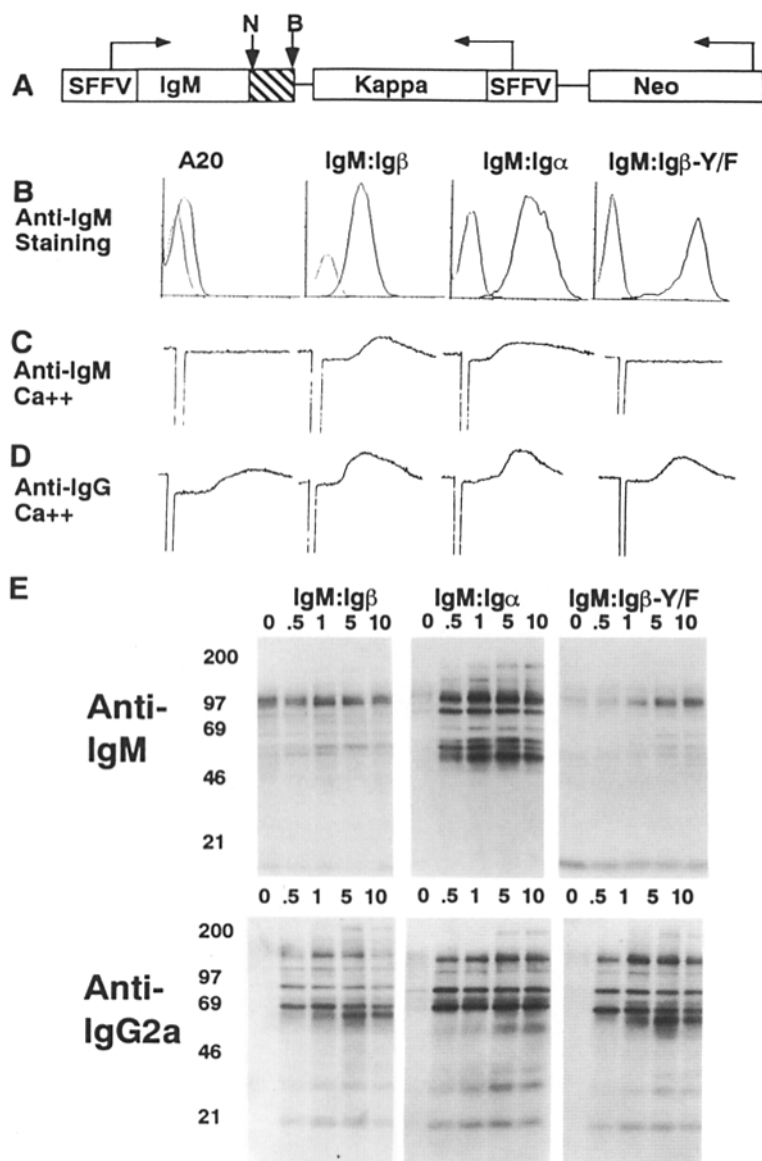 N B
A SFFV IgM Kappa SFFV Neo
A20 IgM:Igβ IgM:Igα IgM:Igβ-Y/F
B
Anti-IgM
Staining
C
Anti-IgM
Ca++
D
Anti-IgG
Ca++
E
IgM:Igβ IgM:Igα IgM:Igβ-Y/F
0 .5 1 5 10 0 .5 1 5 10 0 .5 1 5 10
Anti-
IgM
200
97
69
46
21
0 .5 1 5 10 0 .5 1 5 10 0 .5 1 5 10
Anti-
IgG2a
200
97
69
46
21